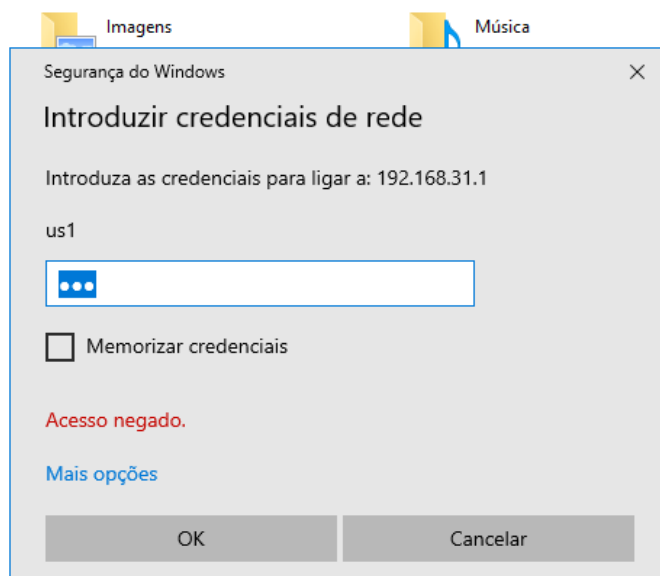 Imagens
Música
Segurança do Windows
Introduzir credenciais de rede
Introduza as credenciais para ligar a: 192.168.31.1
us1
•••
Memorizar credenciais
Acesso negado.
Mais opções
OK
Cancelar